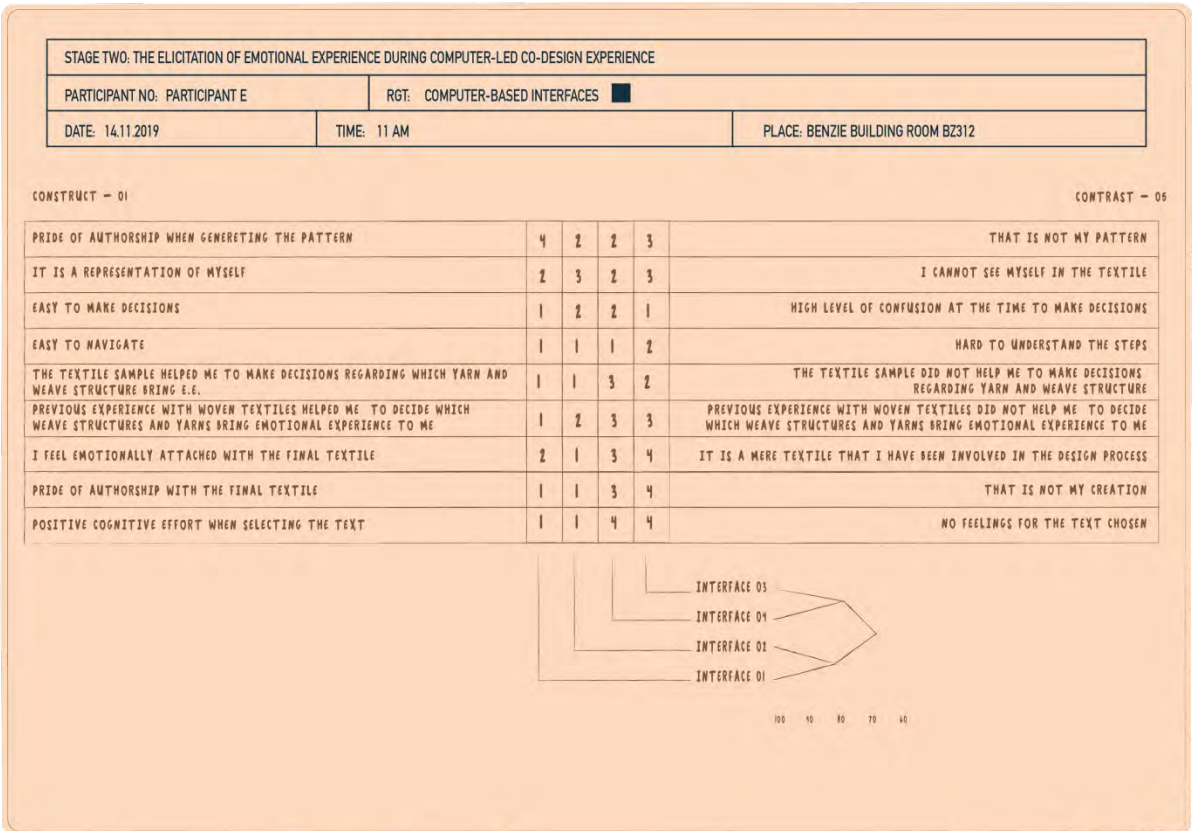 STAGE TWO: THE ELICITATION OF EMOTIONAL EXPERIENCE DURING COMPUTER-LED CO-DESIGN EXPERIENCE
PARTICIPANT NO: PARTICIPANT E RGT: COMPUTER-BASED INTERFACES
DATE: 14.11.2019 TIME: 11 AM PLACE: BENZIE BUILDING ROOM BZ312
CONSTRUCT - 01 CONTRAST - 05
PRIDE OF AUTHORSHIP WHEN GENERETING THE PATTERN 4 2 2 3 THAT IS NOT MY PATTERN
IT IS A REPRESENTATION OF MYSELF 2 3 2 3 I CANNOT SEE MYSELF IN THE TEXTILE
EASY TO MAKE DECISIONS 1 2 2 1 HIGH LEVEL OF CONFUSION AT THE TIME TO MAKE DECISIONS
EASY TO NAVIGATE 1 1 1 2 HARD TO UNDERSTAND THE STEPS
THE TEXTILE SAMPLE HELPED ME TO MAKE DECISIONS REGARDING WHICH YARN AND
WEAVE STRUCTURE BRING E.E.
1 1 3 2
THE TEXTILE SAMPLE DID NOT HELP ME TO MAKE DECISIONS
REGARDING YARN AND WEAVE STRUCTURE
PREVIOUS EXPERIENCE WITH WOVEN TEXTILES HELPED ME TO DECIDE WHICH
WEAVE STRUCTURES AND YARNS BRING EMOTIONAL EXPERIENCE TO ME
1 2 3 3
PREVIOUS EXPERIENCE WITH WOVEN TEXTILES DID NOT HELP ME TO DECIDE
WHICH WEAVE STRUCTURES AND YARNS BRING EMOTIONAL EXPERIENCE TO ME
I FEEL EMOTIONALLY ATTACHED WITH THE FINAL TEXTILE 2 1 3 4 IT IS A MERE TEXTILE THAT I HAVE BEEN INVOLVED IN THE DESIGN PROCESS
PRIDE OF AUTHORSHIP WITH THE FINAL TEXTILE 1 1 3 4 THAT IS NOT MY CREATION
POSITIVE COGNITIVE EFFORT WHEN SELECTING THE TEXT 1 1 4 4 NO FEELINGS FOR THE TEXT CHOSEN
INTERFACE 03
INTERFACE 04
INTERFACE 02
INTERFACE 01
100 90 80 70 60